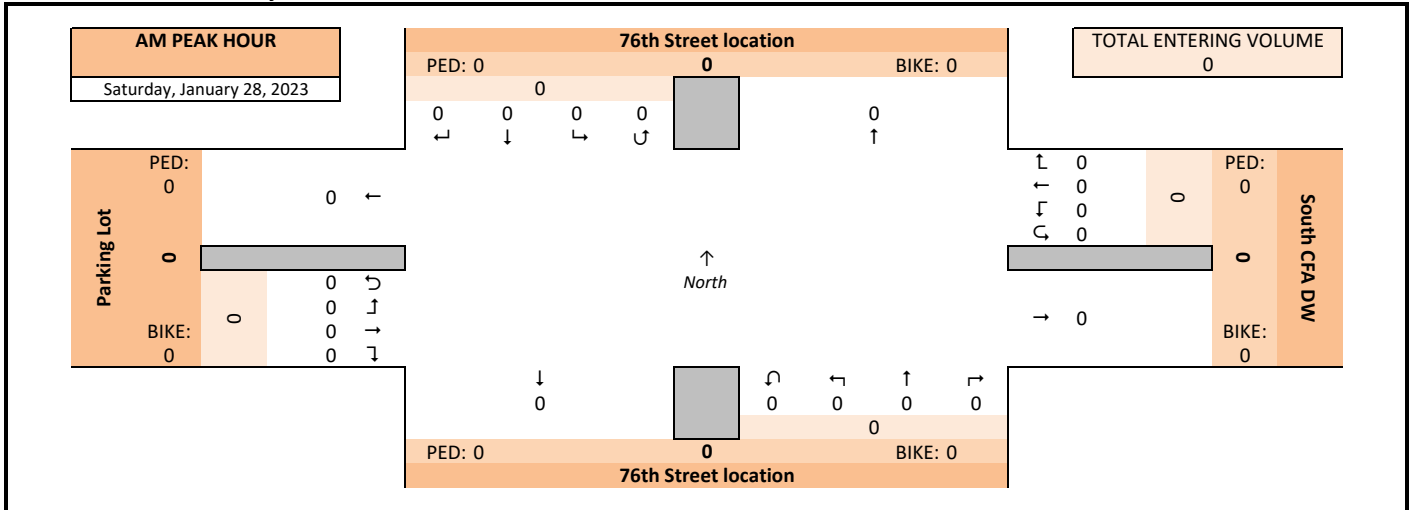 AM PEAK HOUR
Saturday, January 28, 2023
76th Street location
PED: 0 0 BIKE: 0
0
0 0 0 0
↵ ↓ ↳ ↺
0
↑
TOTAL ENTERING VOLUME
0
Parking Lot
PED:
0
0
BIKE:
0
0
0 ←
0 ⮌
0 ↰
0 →
0 ↴
↑
North
↱ 0
← 0
↲ 0
⮎ 0
→ 0
0
PED:
0
0
BIKE:
0
South CFA DW
↓
0
↶ ↰ ↑ ↱
0 0 0 0
0
PED: 0 0 BIKE: 0
76th Street location